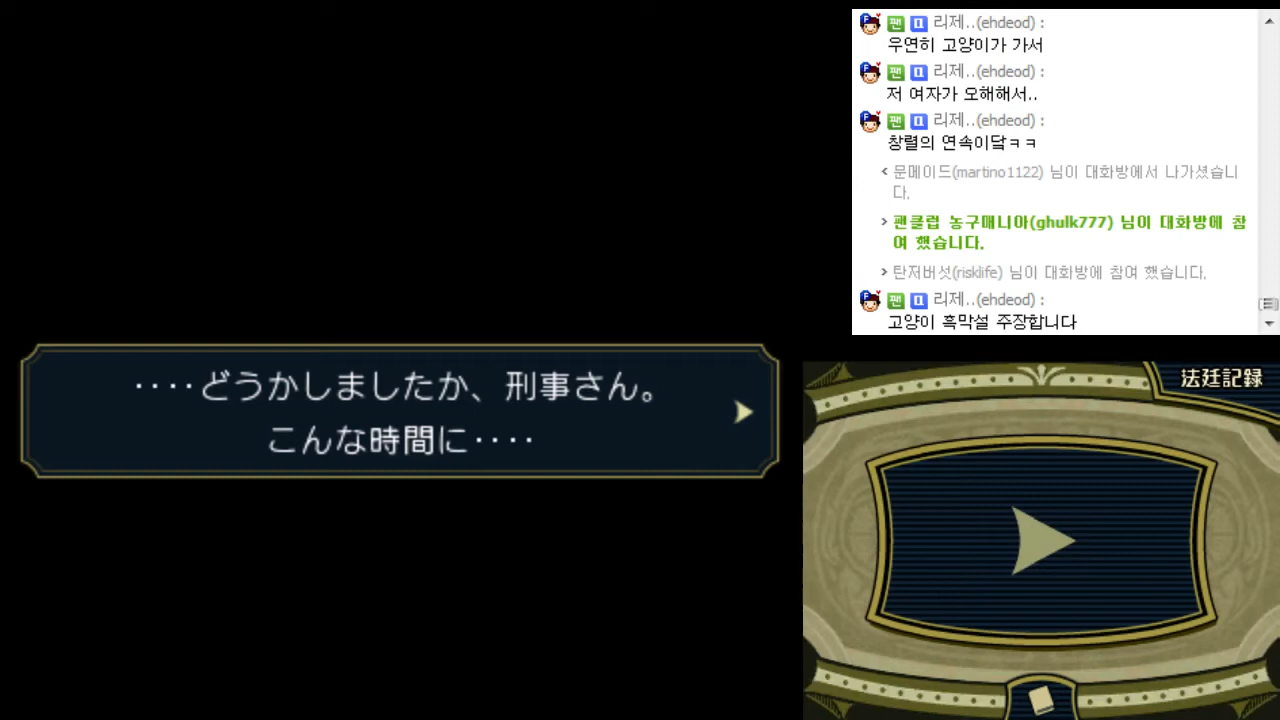 팬 리제..(ehdeod) :
우연히 고양이가 가서
팬 리제..(ehdeod) :
저 여자가 오해해서..
팬 리제..(ehdeod) :
창렬의 연속이닼ㅋㅋ
문메이드(martino1122) 님이 대화방에서 나가셨습니
다.
팬클럽 농구매니아(ghulk777) 님이 대화방에 참
여 했습니다.
탄저버섯(risklife) 님이 대화방에 참여 했습니다.
팬 리제..(ehdeod) :
고양이 흑막설 주장합니다
‥‥どうかしましたか、刑事さん。
こんな時間に‥‥
法廷記録